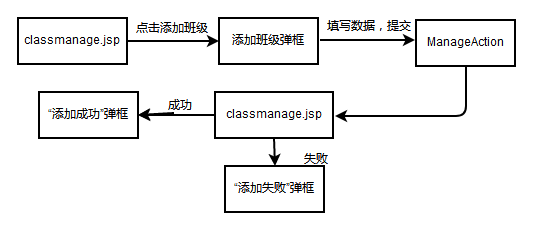 classmanage.jsp
点击添加班级
添加班级弹框
填写数据，提交
ManageAction
“添加成功”弹框
成功
classmanage.jsp
失败
“添加失败”弹框